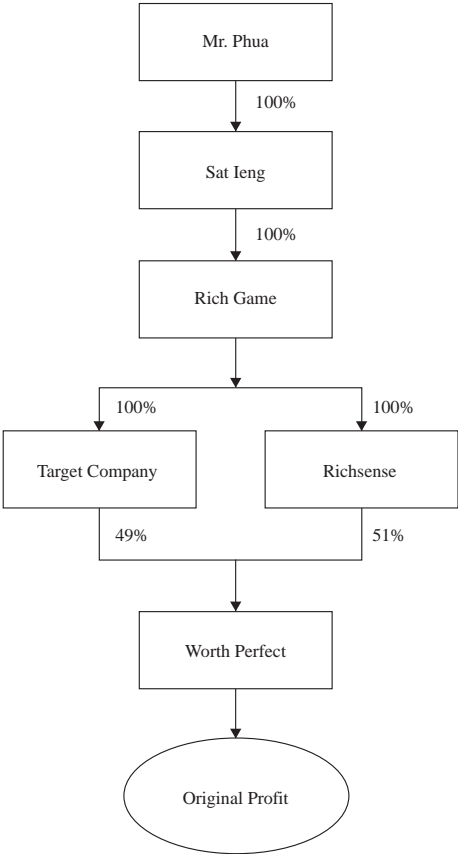 Mr. Phua
100%
Sat Ieng
100%
Rich Game
100%
100%
Target Company
Richsense
49%
51%
Worth Perfect
Original Profit